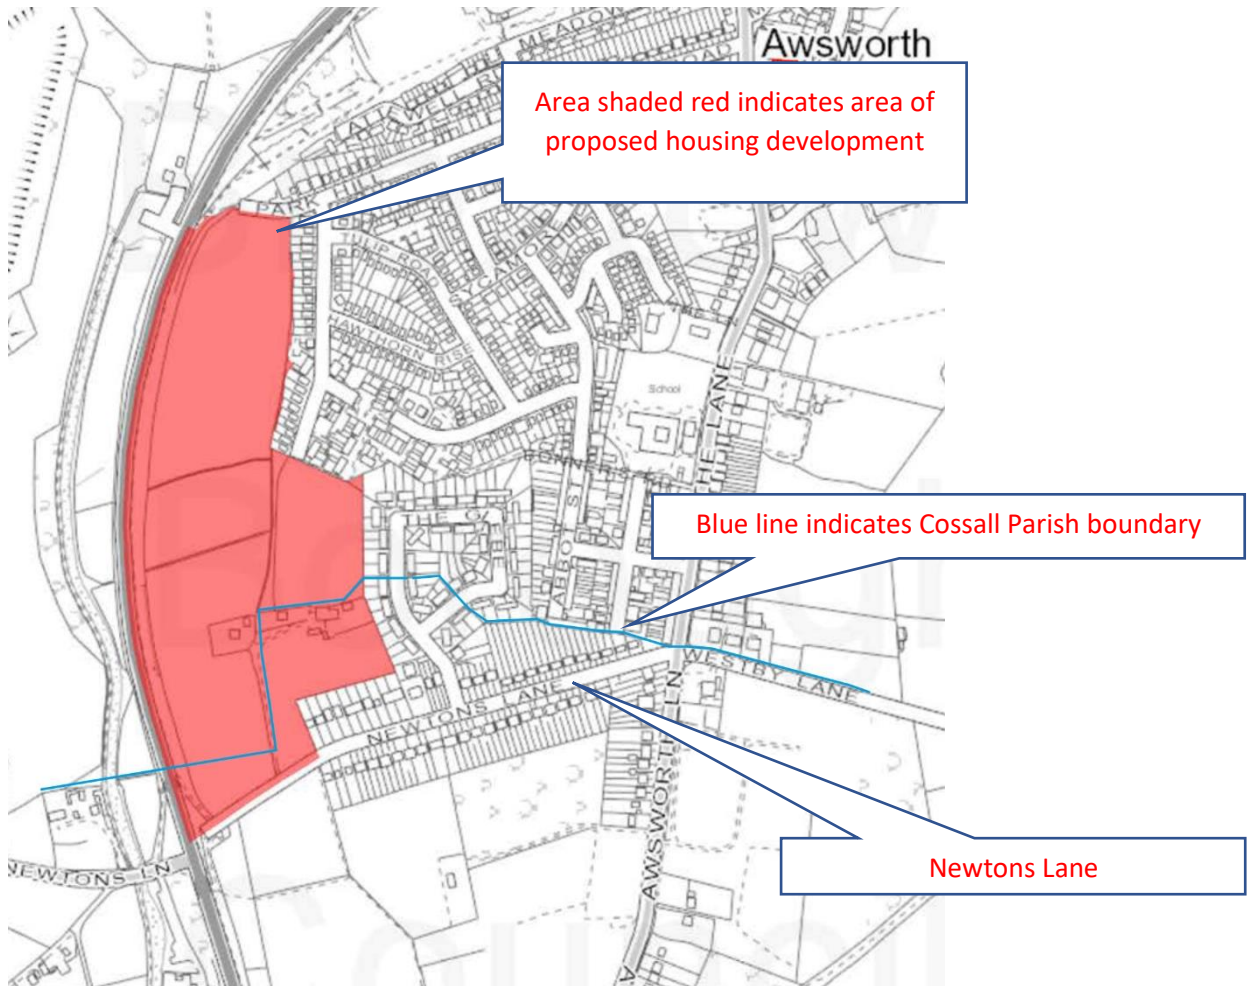 Awsworth
MEADOW
Area shaded red indicates area of
proposed housing development
PARK
HILL
TULIP ROAD
HAWTHORN RISE
School
THE LANE
Blue line indicates Cossall Parish boundary
WESTBY LANE
NEWTONS LANE
AWSWORTH LN
Newtons Lane
NEWTONS LN
Council